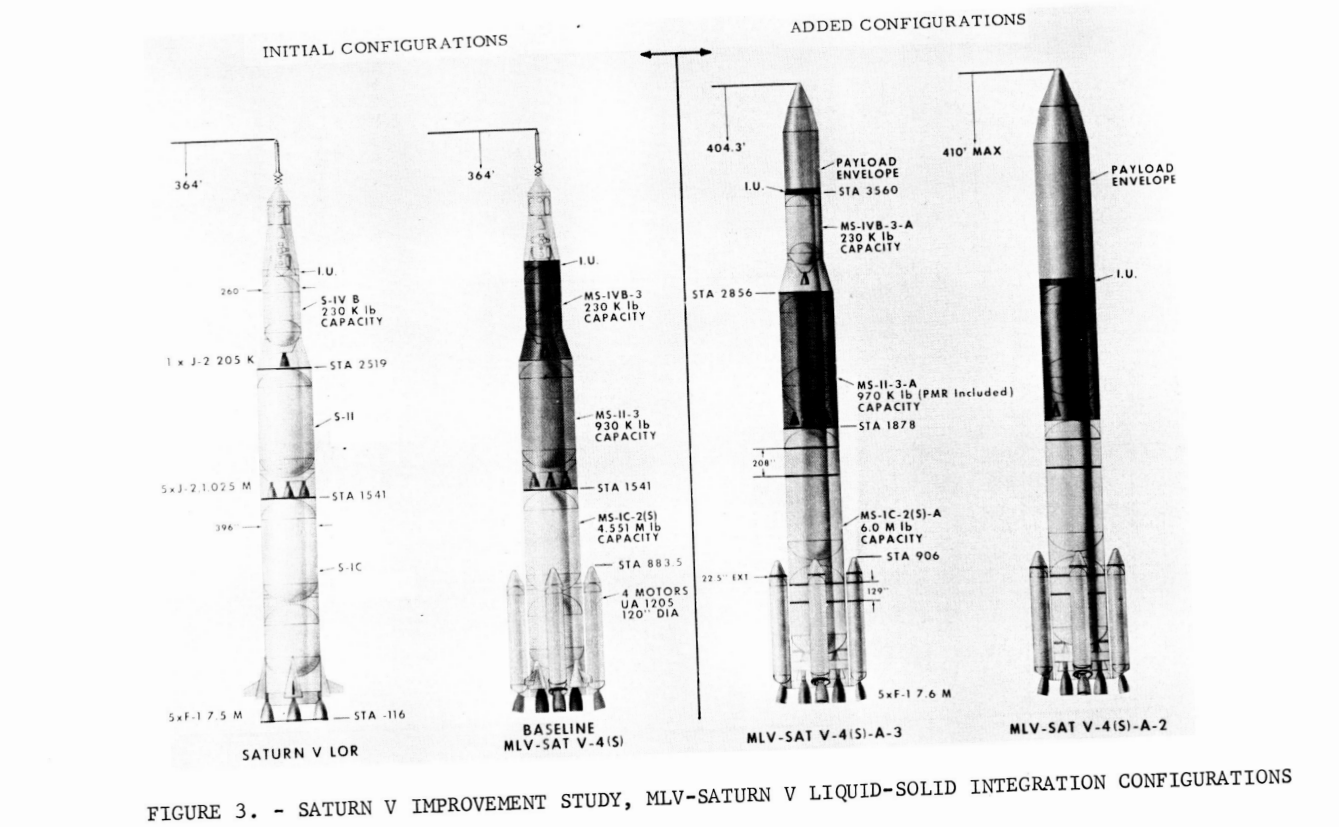 INITIAL CONFIGURATIONS
ADDED CONFIGURATIONS
364'
I.U.
260"
S-IV B
230 K lb
CAPACITY
1 x J-2 205 K
STA 2519
S-II
5xJ-2,1.025 M
STA 1541
396"
S-IC
5xF-1 7.5 M
STA -116
SATURN V LOR
364'
I.U.
MS-IVB-3
230 K lb
CAPACITY
MS-II-3
930 K lb
CAPACITY
STA 1541
MS-IC-2(S)
4.551 M lb
CAPACITY
STA 883.5
4 MOTORS
UA 1205
120" DIA
BASELINE
MLV-SAT V-4(S)
404.3'
PAYLOAD
ENVELOPE
I.U.
STA 3560
MS-IVB-3-A
230 K lb
CAPACITY
STA 2856
MS-II-3-A
970 K lb (PMR Included)
CAPACITY
STA 1878
208"
MS-IC-2(S)-A
6.0 M lb
CAPACITY
STA 906
22.5" EXT
129"
5xF-1 7.6 M
MLV-SAT V-4(S)-A-3
410' MAX
PAYLOAD
ENVELOPE
I.U.
MLV-SAT V-4(S)-A-2
FIGURE 3. - SATURN V IMPROVEMENT STUDY, MLV-SATURN V LIQUID-SOLID INTEGRATION CONFIGURATIONS